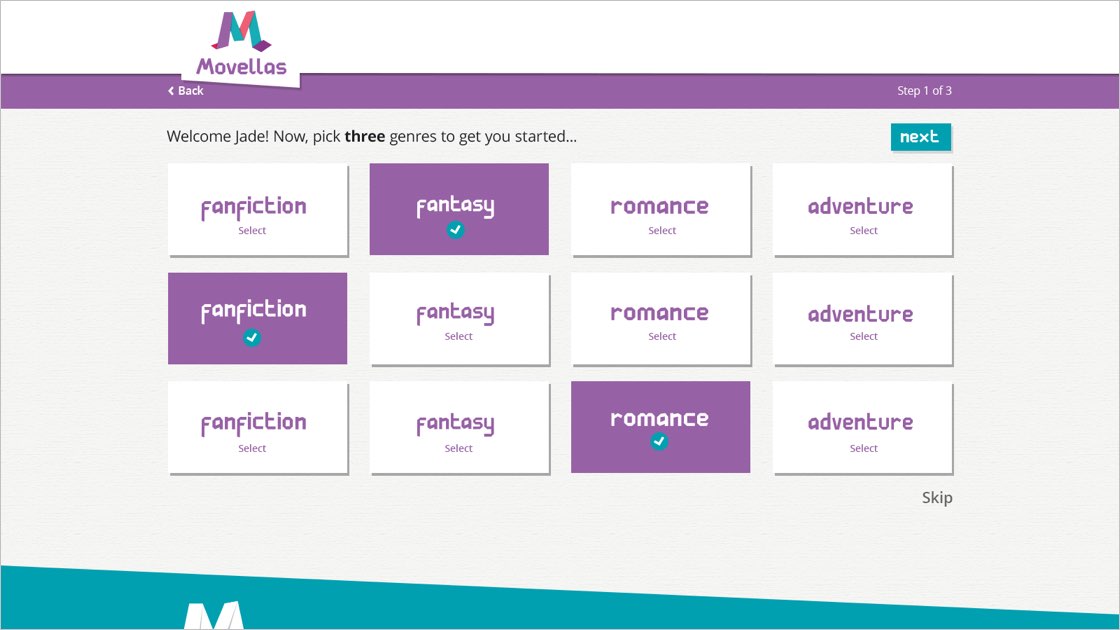 Movellas
Back
Step 1 of 3
Welcome Jade! Now, pick three genres to get you started...
next
fanfiction
Select
fantasy
romance
Select
adventure
Select
fanfiction
fantasy
Select
romance
Select
adventure
Select
fanfiction
Select
fantasy
Select
romance
adventure
Select
Skip